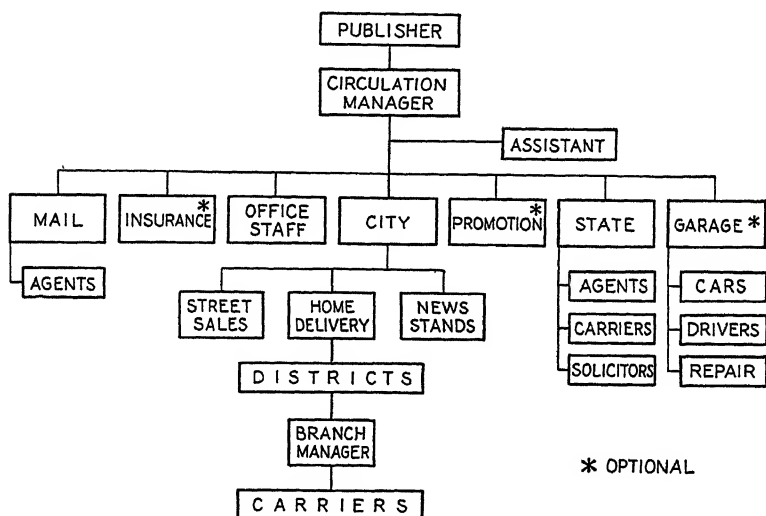 PUBLISHER
CIRCULATION
MANAGER
ASSISTANT
MAIL
INSURANCE*
OFFICE
STAFF
CITY
PROMOTION*
STATE
GARAGE*
AGENTS
STREET
SALES
HOME
DELIVERY
NEWS
STANDS
AGENTS
CARRIERS
SOLICITORS
CARS
DRIVERS
REPAIR
DISTRICTS
BRANCH
MANAGER
CARRIERS
* OPTIONAL